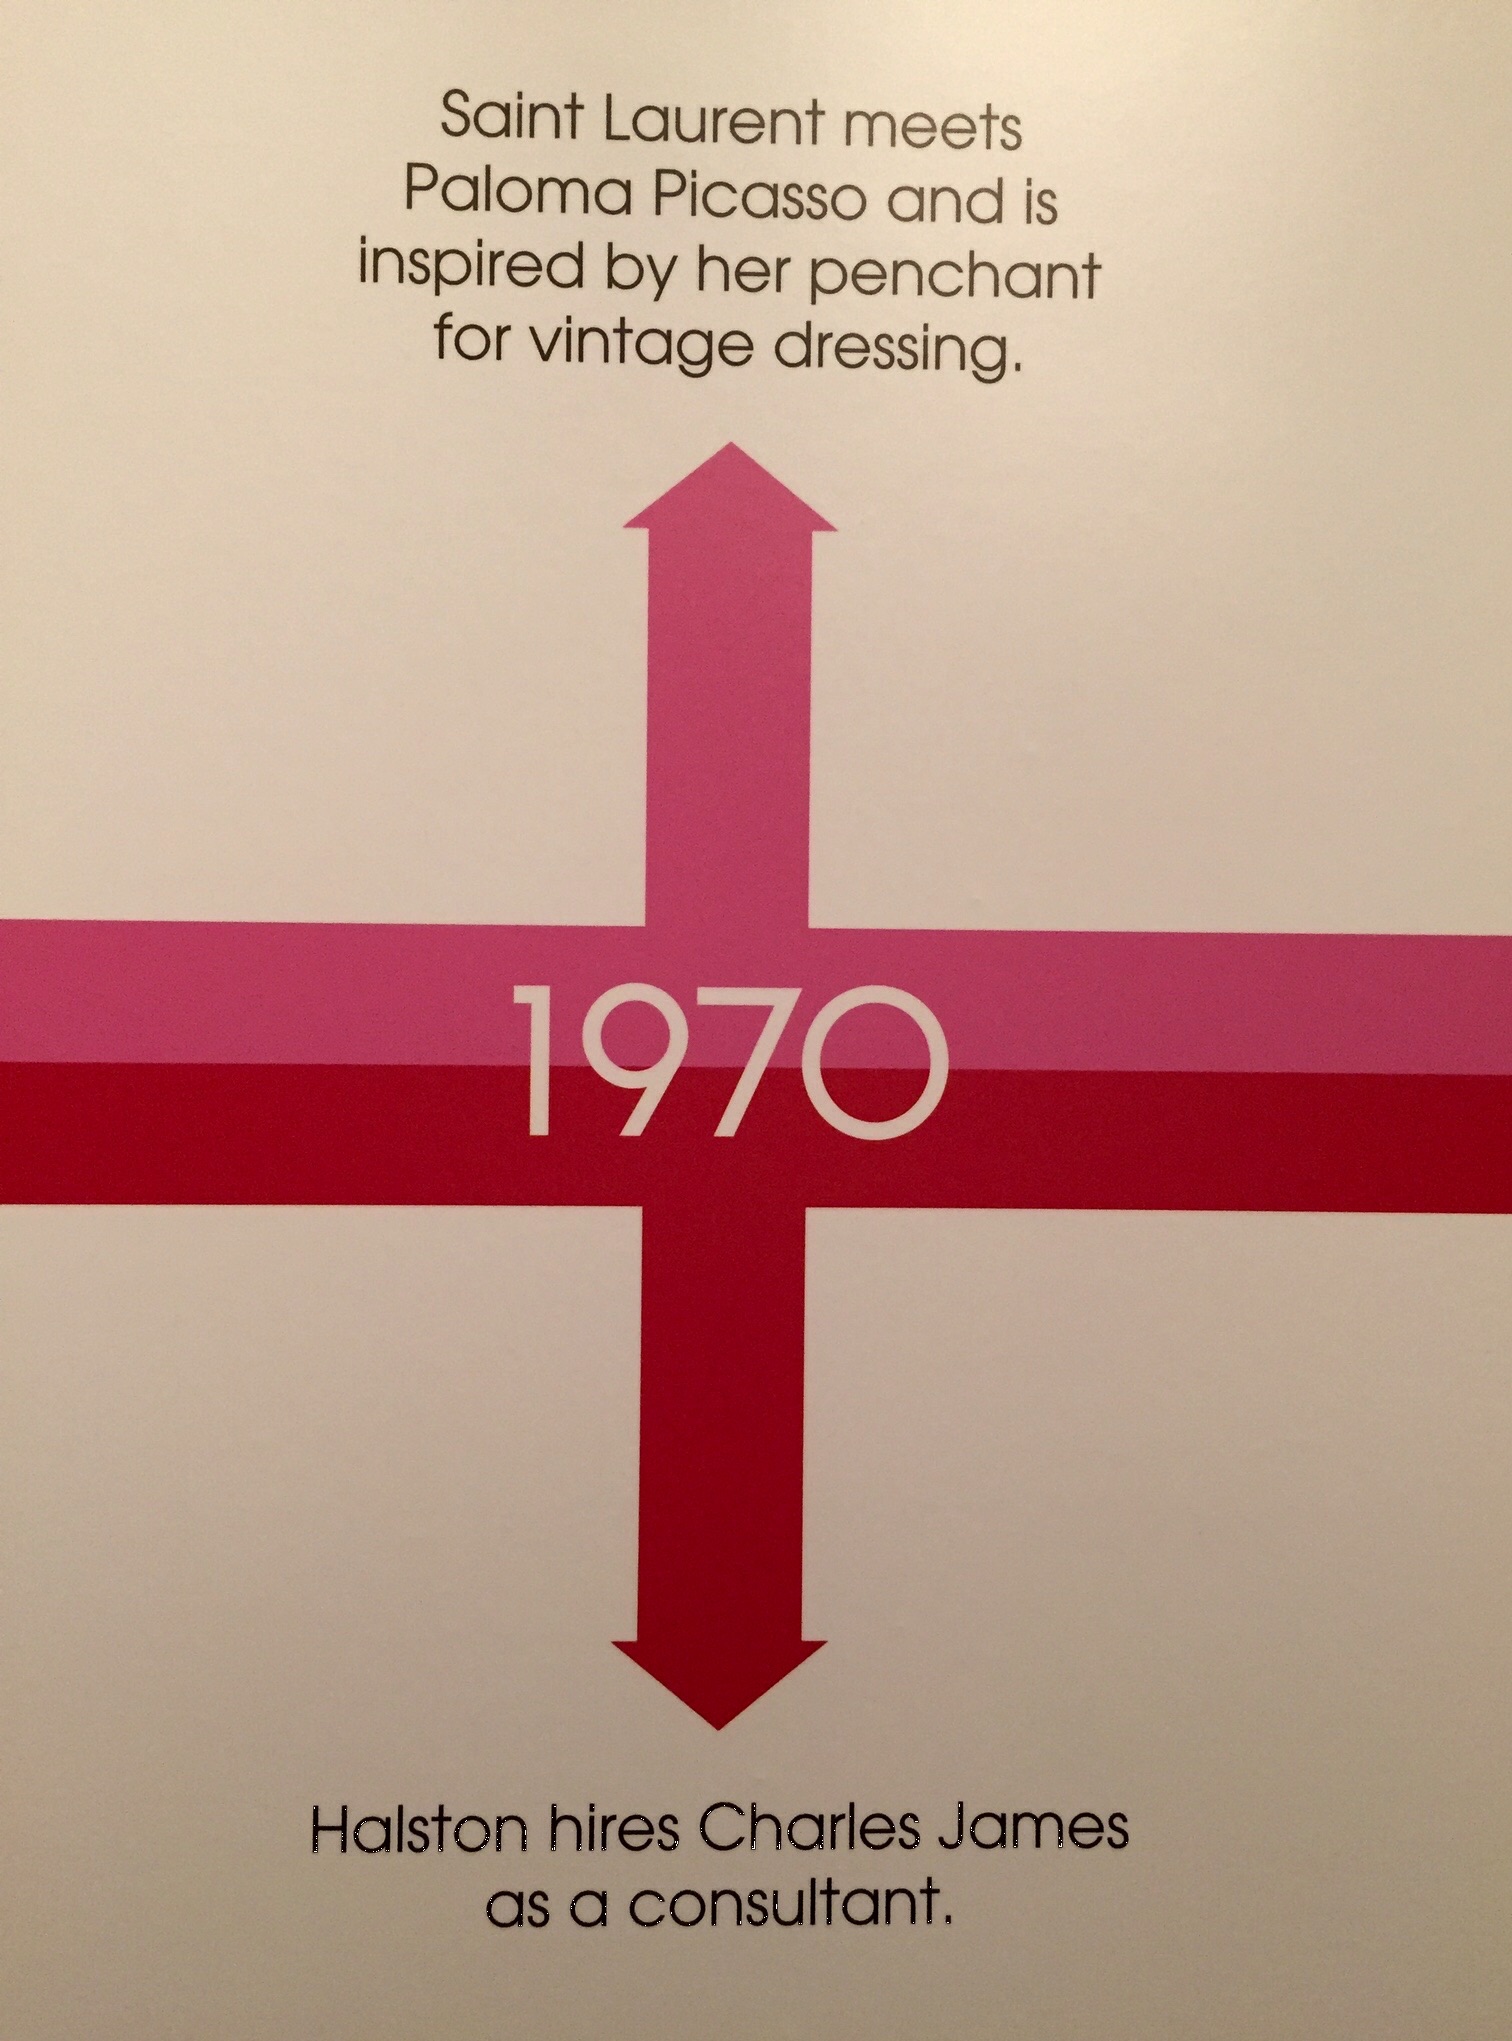 Saint Laurent meets
Paloma Picasso and is
inspired by her penchant
for vintage dressing.
1970
Halston hires Charles James
as a consultant.